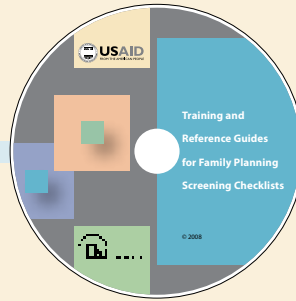 USAID
FROM THE AMERICAN PEOPLE
Training and
Reference Guides
for Family Planning
Screening Checklists
© 2008